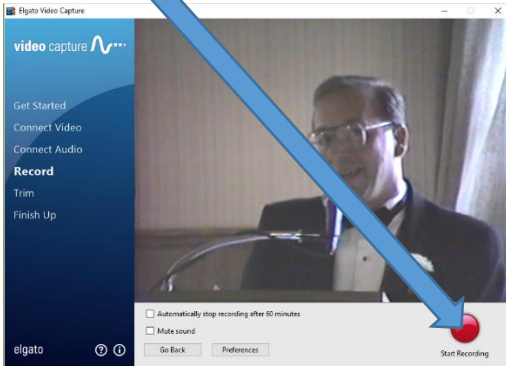 Elgato Video Capture
video capture
Get Started
Connect Video
Connect Audio
Record
Trim
Finish Up
Automatically stop recording after 60 minutes
Mute sound
Go Back
Preferences
Start Recording
elgato